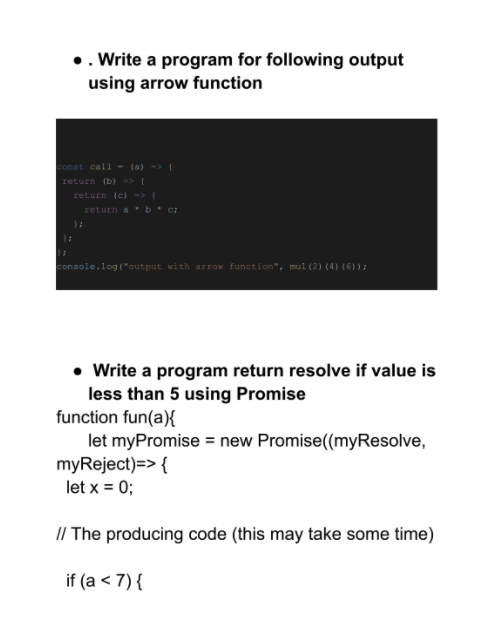 ● . Write a program for following output
using arrow function
const call = (a) => {
return (b) => {
return (c) => {
return a * b * c;
};
};
};
console.log("output with arrow function", mul(2)(4)(6));
● Write a program return resolve if value is
less than 5 using Promise
function fun(a){
let myPromise = new Promise((myResolve,
myReject)=> {
let x = 0;
// The producing code (this may take some time)
if (a < 7) {